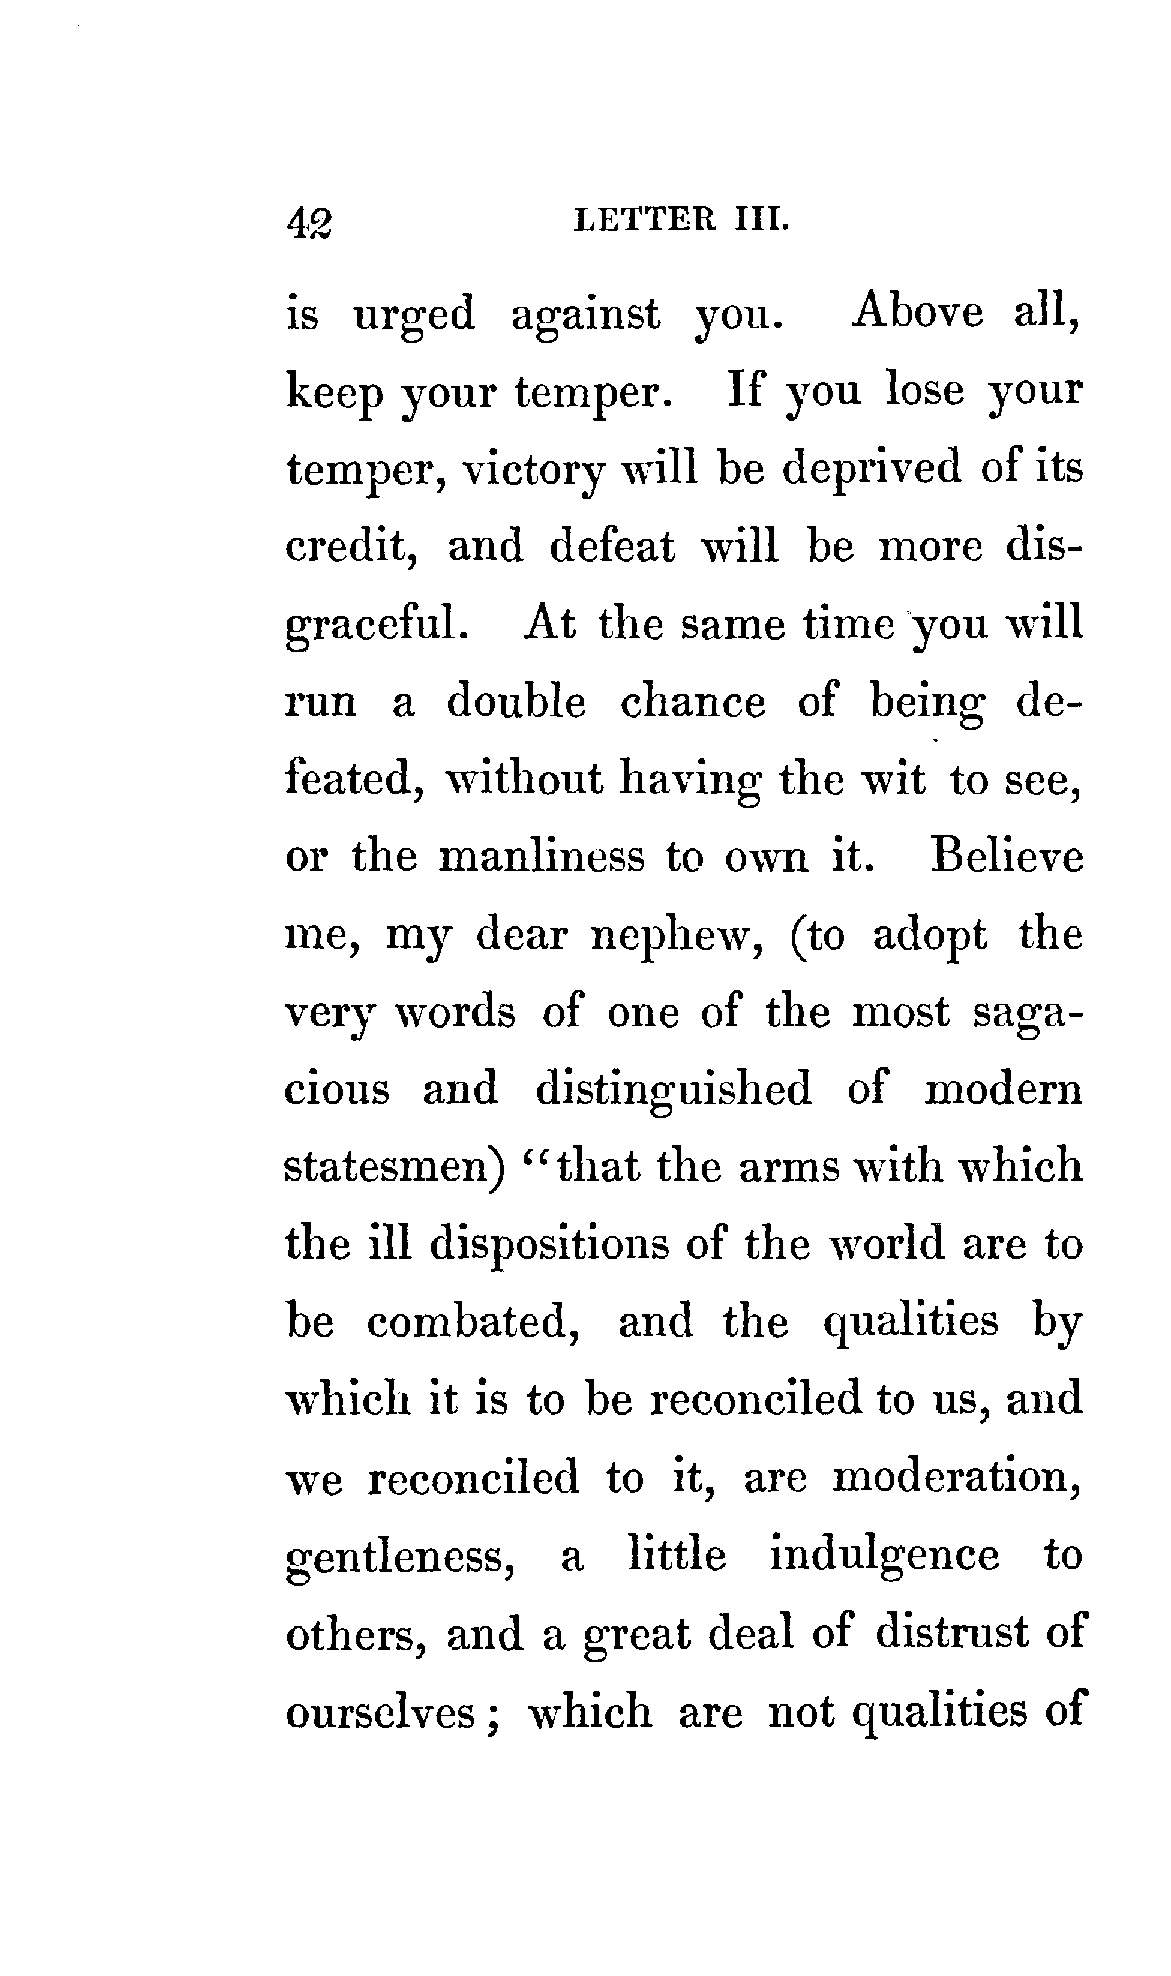 42 LETTER III.
is urged against you. Above all,
keep your temper. If you lose your
temper, victory will be deprived of its
credit, and defeat will be more dis-
graceful. At the same time you will
run a double chance of being de-
feated, without having the wit to see,
or the manliness to own it. Believe
me, my dear nephew, (to adopt the
very words of one of the most saga-
cious and distinguished of modern
statesmen) “that the arms with which
the ill dispositions of the world are to
be combated, and the qualities by
which it is to be reconciled to us, and
we reconciled to it, are moderation,
gentleness, a little indulgence to
others, and a great deal of distrust of
ourselves; which are not qualities of